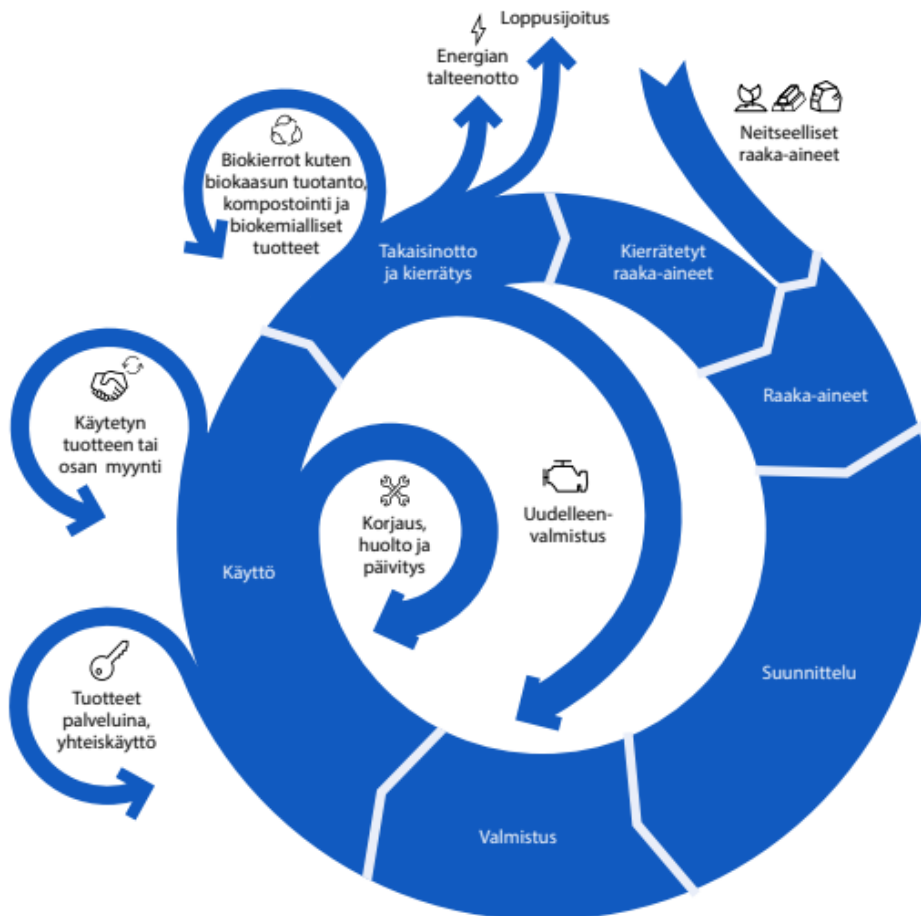 Loppusijoitus
Energian
talteenotto
Neitseelliset
raaka-aineet
Biokierrot kuten
biokaasun tuotanto,
kompostointi ja
biokemialliset
tuotteet
Takaisinotto
ja kierrätys
Kierrätetyt
raaka-aineet
Raaka-aineet
Käytetyn
tuotteen tai
osan myynti
Korjaus,
huolto ja
päivitys
Uudelleen-
valmistus
Käyttö
Suunnittelu
Tuotteet
palveluina,
yhteiskäyttö
Valmistus